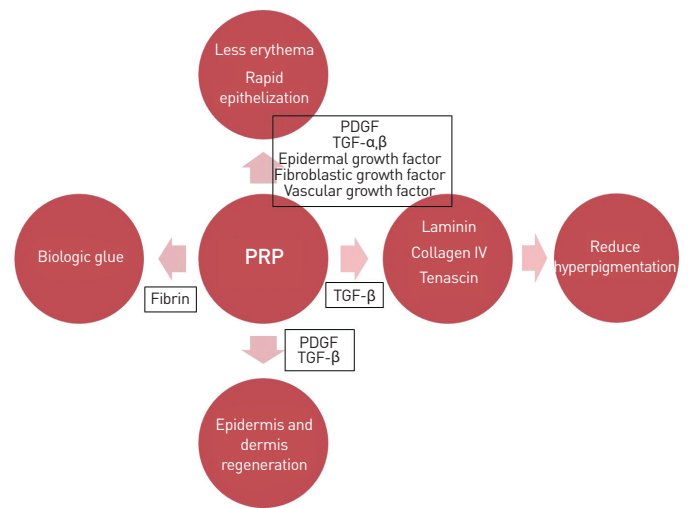 Less erythema
Rapid
epithelization
PDGF
TGF-α,β
Epidermal growth factor
Fibroblastic growth factor
Vascular growth factor
Biologic glue
PRP
Laminin
Collagen IV
Tenascin
Reduce
hyperpigmentation
Fibrin
TGF-β
PDGF
TGF-β
Epidermis and
dermis
regeneration